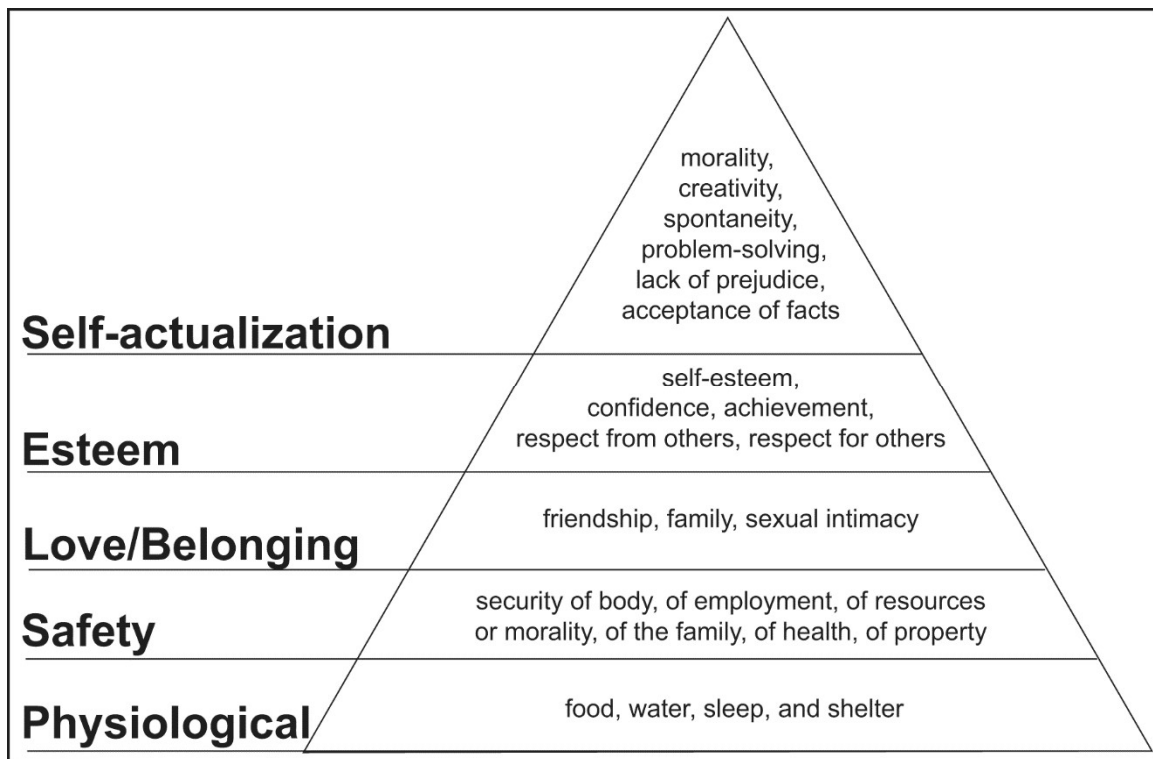 morality,
creativity,
spontaneity,
problem-solving,
lack of prejudice,
acceptance of facts
Self-actualization
self-esteem,
confidence, achievement,
respect from others, respect for others
Esteem
friendship, family, sexual intimacy
Love/Belonging
security of body, of employment, of resources
or morality, of the family, of health, of property
Safety
food, water, sleep, and shelter
Physiological